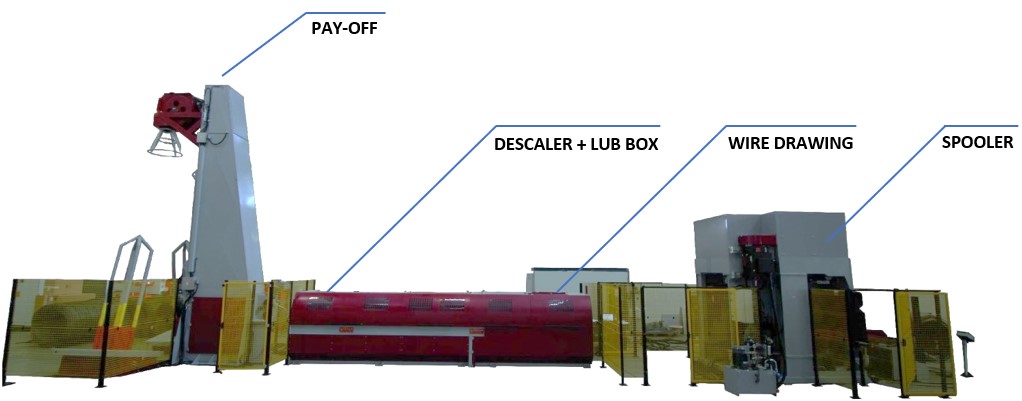 PAY-OFF
DESCALER + LUB BOX
WIRE DRAWING
SPOOLER